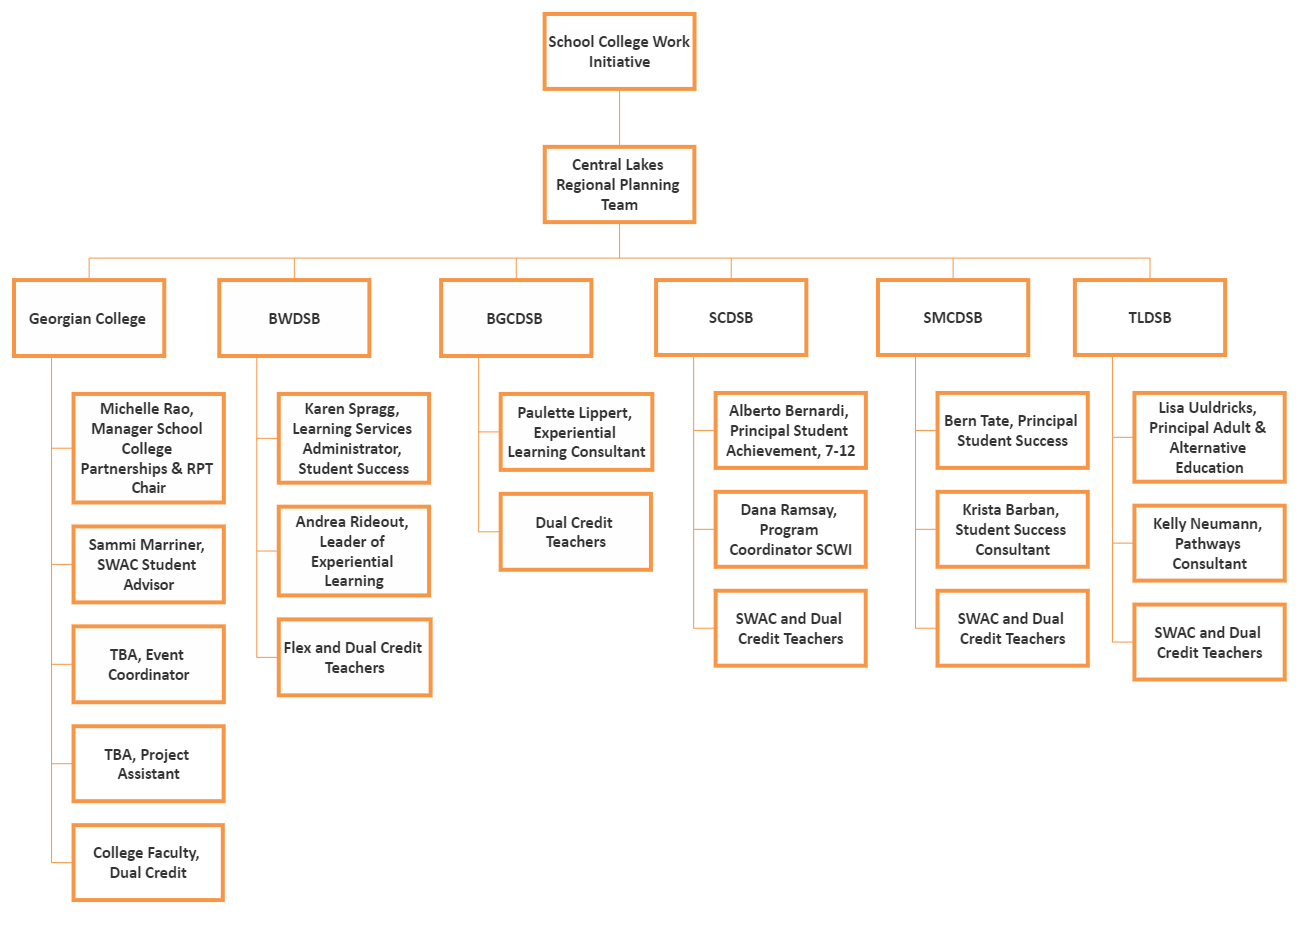 School College Work
Initiative
Central Lakes
Regional Planning
Team
Georgian College
BWDSB
BGCDSB
SCDSB
SMCDSB
TLDSB
Michelle Rao,
Manager School
College
Partnerships & RPT
Chair
Sammi Marriner,
SWAC Student
Advisor
TBA, Event
Coordinator
TBA, Project
Assistant
College Faculty,
Dual Credit
Karen Spragg,
Learning Services
Administrator,
Student Success
Andrea Rideout,
Leader of
Experiential
Learning
Flex and Dual Credit
Teachers
Paulette Lippert,
Experiential
Learning Consultant
Dual Credit
Teachers
Alberto Bernardi,
Principal Student
Achievement, 7-12
Dana Ramsay,
Program
Coordinator SCWI
SWAC and Dual
Credit Teachers
Bern Tate, Principal
Student Success
Krista Barban,
Student Success
Consultant
SWAC and Dual
Credit Teachers
Lisa Uuldricks,
Principal Adult &
Alternative
Education
Kelly Neumann,
Pathways
Consultant
SWAC and Dual
Credit Teachers